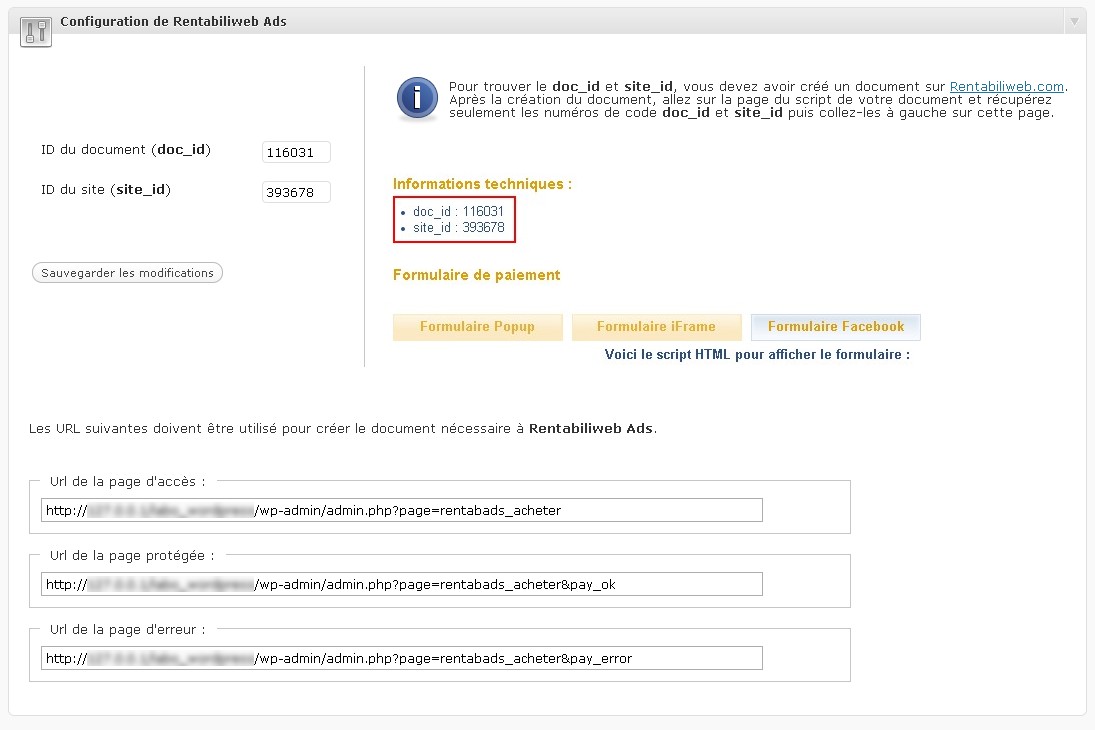 Configuration de Rentabiliweb Ads
Pour trouver le doc_id et site_id, vous devez avoir créé un document sur Rentabiliweb.com.
Après la création du document, allez sur la page du script de votre document et récupérez
seulement les numéros de code doc_id et site_id puis collez-les à gauche sur cette page.
ID du document (doc_id) 116031
ID du site (site_id) 393678
Sauvegarder les modifications
Informations techniques :
doc_id : 116031
site_id : 393678
Formulaire de paiement
Formulaire Popup Formulaire iFrame Formulaire Facebook
Voici le script HTML pour afficher le formulaire :
Les URL suivantes doivent être utilisé pour créer le document nécessaire à Rentabiliweb Ads.
Url de la page d'accès :
http:// /wp-admin/admin.php?page=rentabads_acheter
Url de la page protégée :
http:// /wp-admin/admin.php?page=rentabads_acheter&pay_ok
Url de la page d'erreur :
http:// /wp-admin/admin.php?page=rentabads_acheter&pay_error